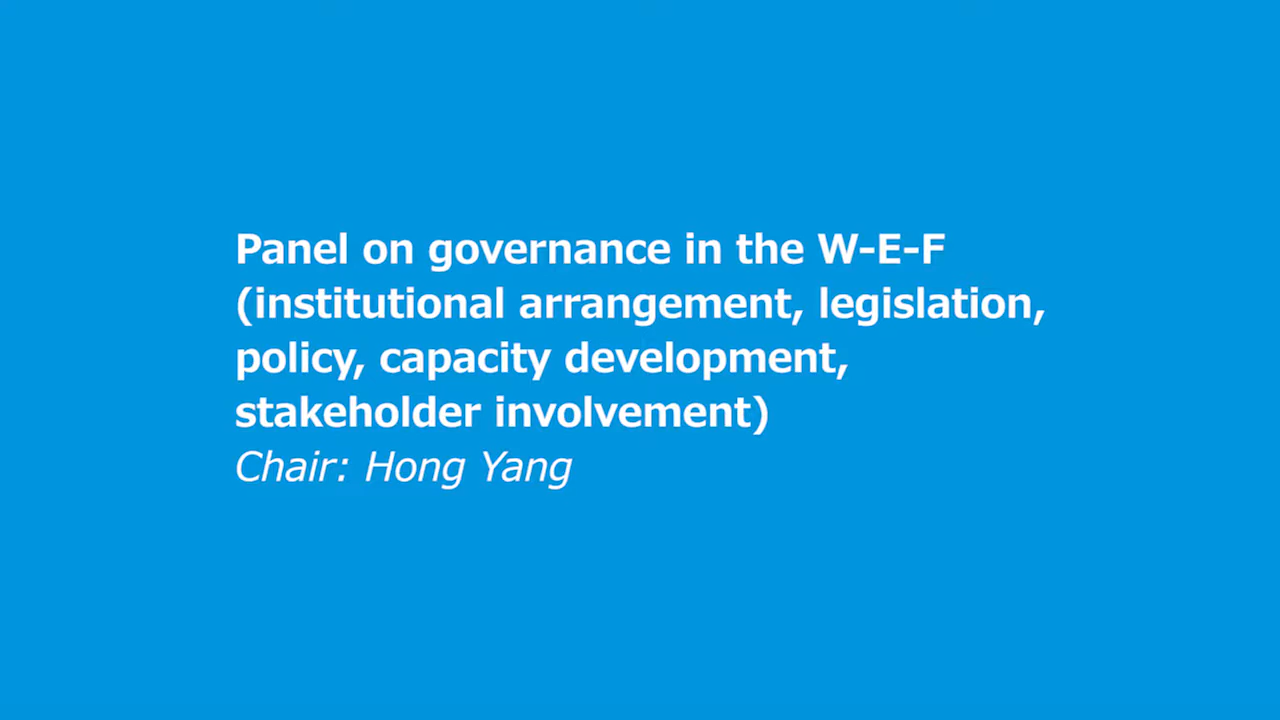 Panel on governance in the W-E-F
(institutional arrangement, legislation,
policy, capacity development,
stakeholder involvement)
Chair: Hong Yang